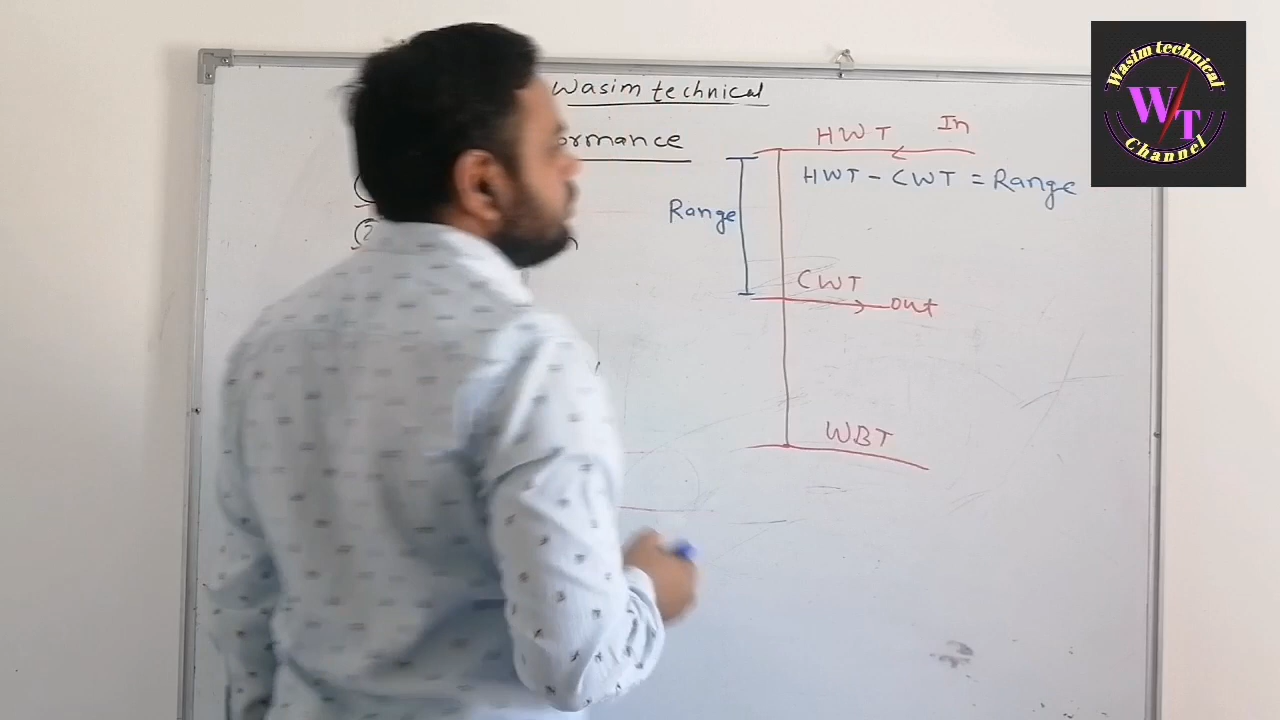 Wasim technical
ormance
HWT In
HWT - CWT = Range
Range
CWT
out
WBT
Wasim technical
WT
Channel